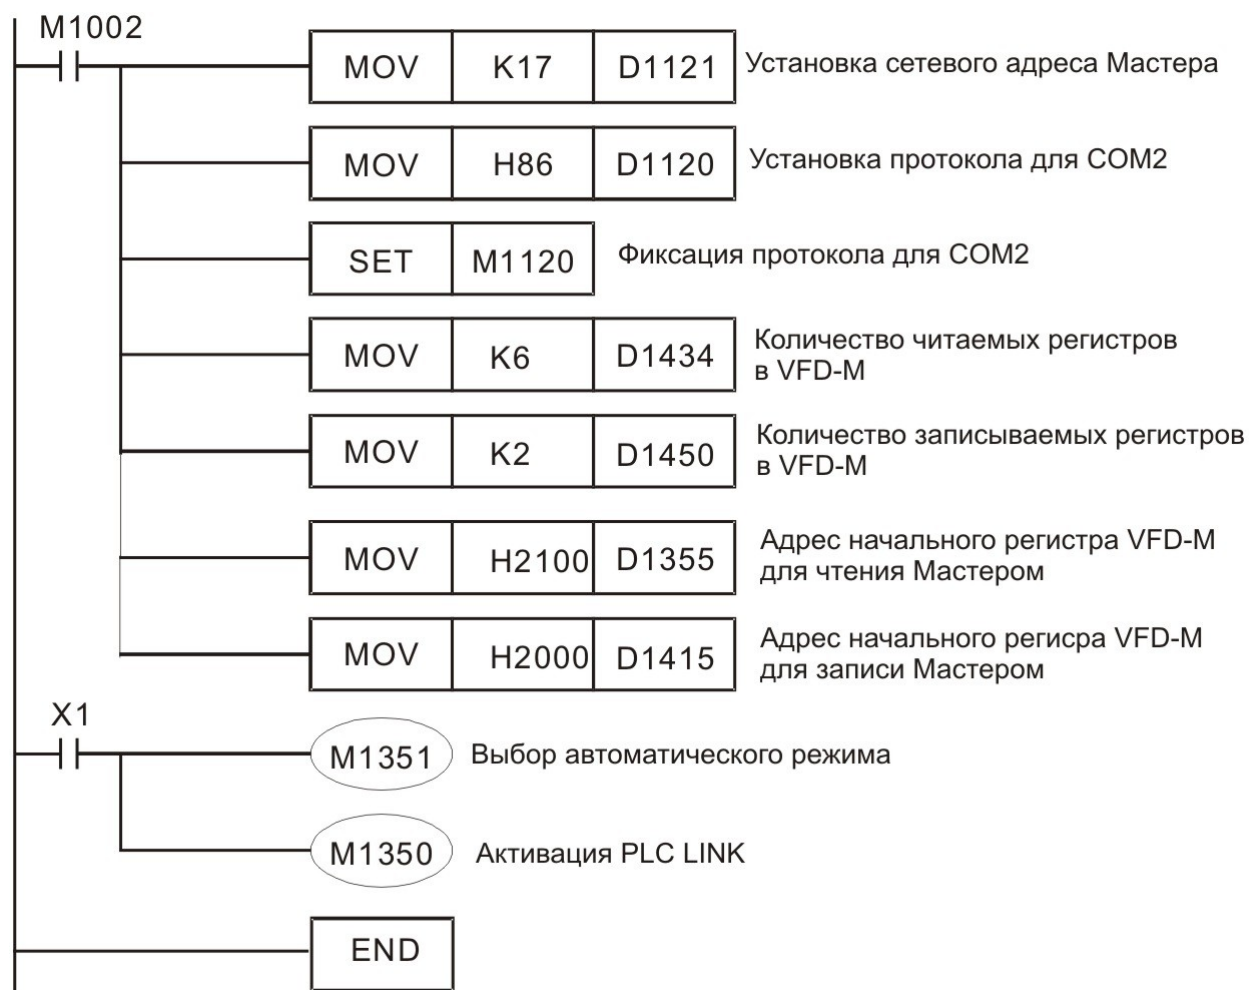 M1002
MOV K17 D1121 Установка сетевого адреса Мастера
MOV H86 D1120 Установка протокола для COM2
SET M1120 Фиксация протокола для COM2
MOV K6 D1434 Количество читаемых регистров
в VFD-M
MOV K2 D1450 Количество записываемых регистров
в VFD-M
MOV H2100 D1355 Адрес начального регистра VFD-M
для чтения Мастером
MOV H2000 D1415 Адрес начального регисра VFD-M
для записи Мастером
X1
M1351 Выбор автоматического режима
M1350 Активация PLC LINK
END